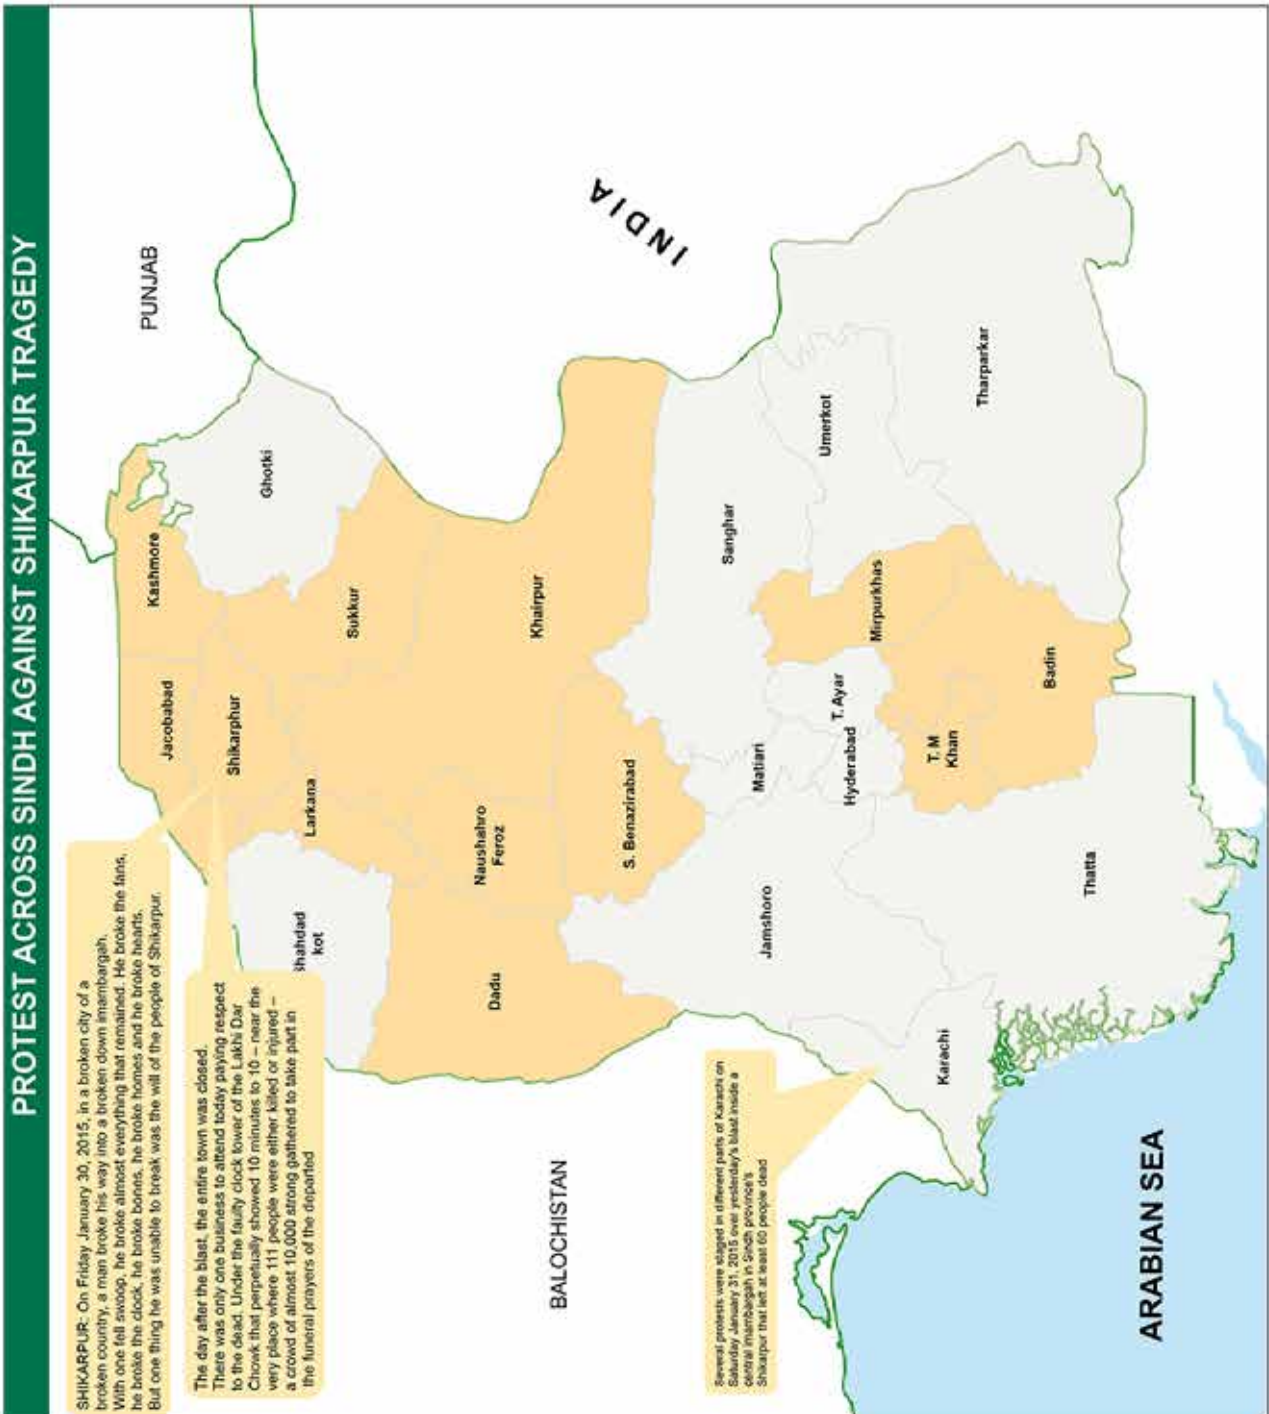 PROTEST ACROSS SINDH AGAINST SHIKARPUR TRAGEDY
SHIKARPUR: On Friday January 30, 2015, in a broken city of a
broken country, a man broke his way into a broken down imambargah.
With one fell swoop, he broke almost everything that remained. He broke the fans,
he broke the clock, he broke bones, he broke homes and he broke hearts.
But one thing he was unable to break was the will of the people of Shikarpur.
The day after the blast, the entire town was closed.
There was only one business to attend today paying respect
to the dead. Under the faulty clock tower of the Lakhi Dar
Chowk that perpetually showed 10 minutes to 10 – near the
very place where 111 people were either killed or injured –
a crowd of almost 10,000 strong gathered to take part in
the funeral prayers of the departed
Several protests were staged in different parts of Karachi on
Saturday January 31, 2015 over yesterday's blast inside a
central imambargah in Sindh province's
Shikarpur that left at least 60 people dead
PUNJAB
INDIA
BALOCHISTAN
ARABIAN SEA
Kashmore
Jacobabad
Ghotki
Shikarphur
Sukkur
Larkana
Shahdad
kot
Khairpur
Naushahro
Feroz
Dadu
S. Benazirabad
Sanghar
Matiari
Jamshoro
Umerkot
T. Ayar
Hyderabad
Mirpurkhas
T. M
Khan
Karachi
Tharparkar
Badin
Thatta